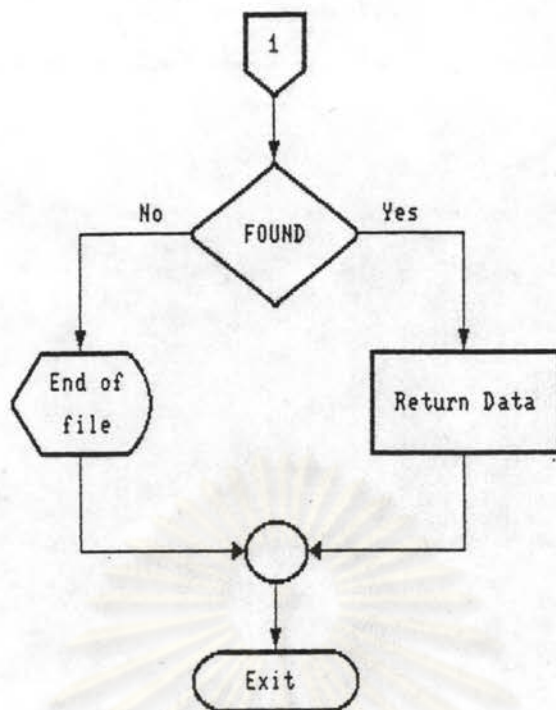 1
No
Yes
FOUND
End of
file
Return Data
Exit